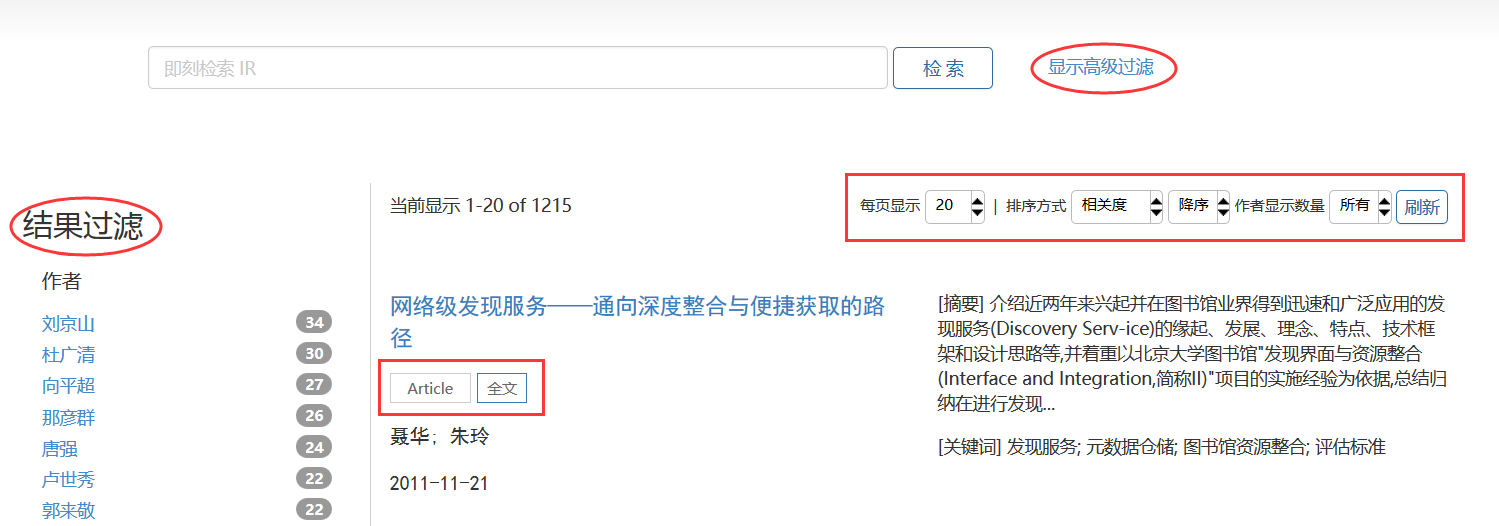 即刻检索 IR
检 索
显示高级过滤
结果过滤
作者
刘京山 34
杜广清 30
向平超 27
那彦群 26
唐强 24
卢世秀 22
郭来敬 22
当前显示 1-20 of 1215
每页显示 20 | 排序方式 相关度 降序 作者显示数量 所有 刷新
网络级发现服务——通向深度整合与便捷获取的路
径
Article 全文
聂华；朱玲
2011-11-21
[摘要] 介绍近两年来兴起并在图书馆业界得到迅速和广泛应用的发
现服务(Discovery Serv-ice)的缘起、发展、理念、特点、技术框
架和设计思路等,并着重以北京大学图书馆"发现界面与资源整合
(Interface and Integration,简称II)"项目的实施经验为依据,总结归
纳在进行发现...
[关键词] 发现服务; 元数据仓储; 图书馆资源整合; 评估标准